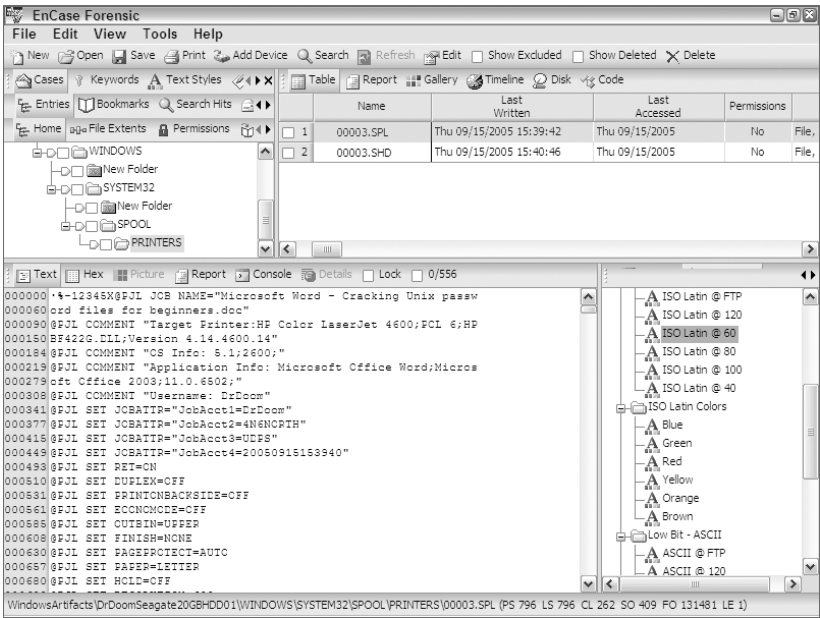 EnCase Forensic
File Edit View Tools Help
New Open Save Print Add Device Search Refresh Edit Show Excluded Show Deleted Delete
Cases Keywords Text Styles
Table Report Gallery Timeline Disk Code
Entries Bookmarks Search Hits
Home File Extents Permissions
Name Last Written Last Accessed Permissions
1 00003.SPL Thu 09/15/2005 15:39:42 Thu 09/15/2005 No File,
2 00003.SHD Thu 09/15/2005 15:40:46 Thu 09/15/2005 No File,
WINDOWS
New Folder
SYSTEM32
New Folder
SPOOL
PRINTERS
Text Hex Picture Report Console Details Lock 0/556
000000 ·%-12345X@PJL JOB NAME="Microsoft Word - Cracking Unix passw
000060 ord files for beginners.doc"
000090 @PJL COMMENT "Target Printer:HP Color LaserJet 4600;PCL 6;HP
000150 BF422G.DLL;Version 4.14.4600.14"
000184 @PJL COMMENT "OS Info: 5.1;2600;"
000219 @PJL COMMENT "Application Info: Microsoft Office Word;Micros
000279 oft Office 2003;11.0.6502;"
000308 @PJL COMMENT "Username: DrDoom"
000341 @PJL SET JOBATTR="JobAcct1=DrDoom"
000377 @PJL SET JOBATTR="JobAcct2=4N6NORTH"
000415 @PJL SET JOBATTR="JobAcct3=UDPS"
000449 @PJL SET JOBATTR="JobAcct4=20050915153940"
000493 @PJL SET RET=ON
000510 @PJL SET DUPLEX=OFF
000531 @PJL SET PRINTONBACKSIDE=OFF
000561 @PJL SET ECONOMODE=OFF
000585 @PJL SET OUTBIN=UPPER
000608 @PJL SET FINISH=NONE
000630 @PJL SET PAGEPROTECT=AUTO
000657 @PJL SET PAPER=LETTER
000680 @PJL SET HOLD=OFF
ISO Latin @ FTP
ISO Latin @ 120
ISO Latin @ 60
ISO Latin @ 80
ISO Latin @ 100
ISO Latin @ 40
ISO Latin Colors
Blue
Green
Red
Yellow
Orange
Brown
Low Bit - ASCII
ASCII @ FTP
ASCII @ 120
WindowsArtifacts\DrDoomSeagate20GBHDD01\WINDOWS\SYSTEM32\SPOOL\PRINTERS\00003.SPL (PS 796 LS 796 CL 262 SO 409 FO 131481 LE 1)